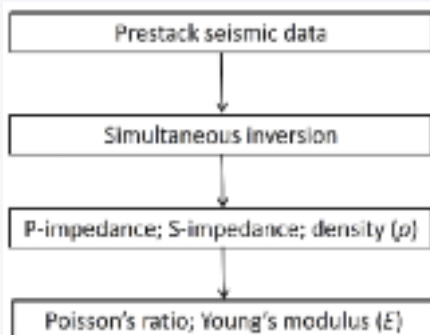 Prestack seismic data
Simultaneous inversion
P-impedance; S-impedance; density (ρ)
Poisson's ratio; Young's modulus (E)